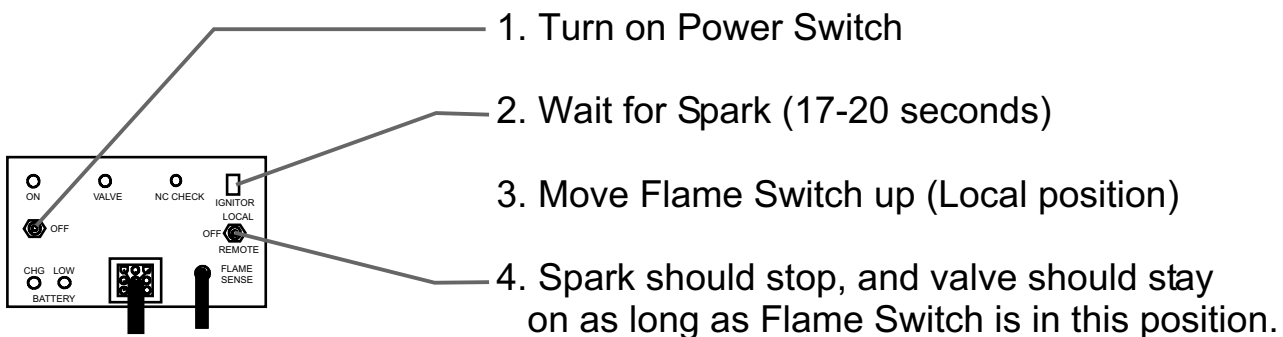 1. Turn on Power Switch
2. Wait for Spark (17-20 seconds)
3. Move Flame Switch up (Local position)
4. Spark should stop, and valve should stay
on as long as Flame Switch is in this position.
ON
VALVE
NC CHECK
IGNITOR
LOCAL
OFF
OFF
REMOTE
CHG LOW
BATTERY
FLAME
SENSE